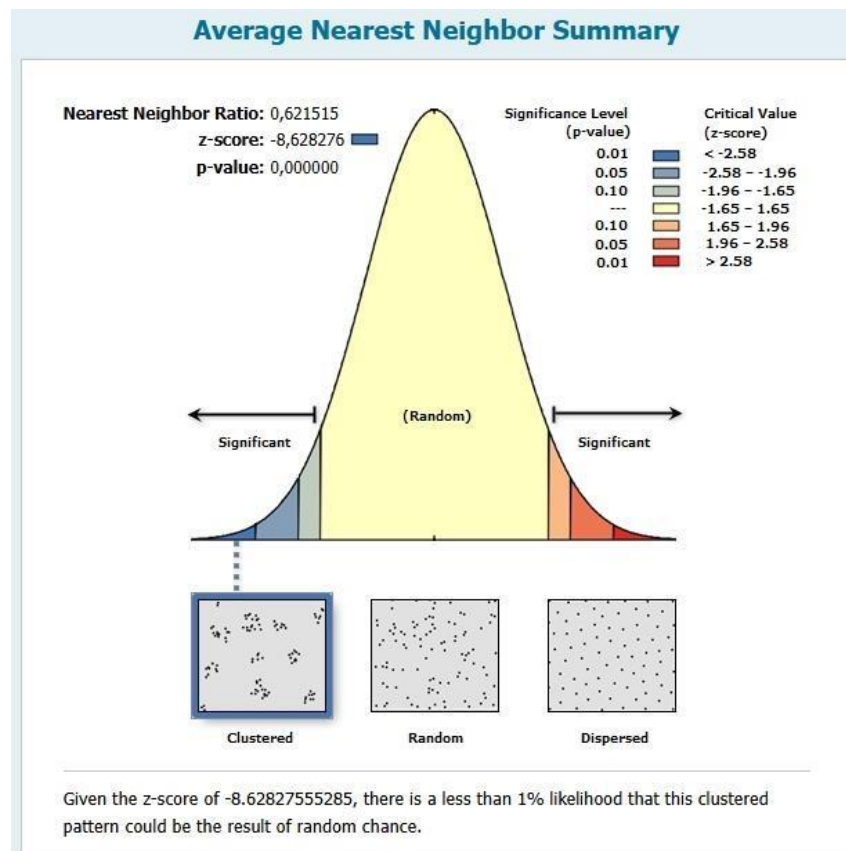 Average Nearest Neighbor Summary
Nearest Neighbor Ratio: 0,621515
z-score: -8,628276
p-value: 0,000000
Significance Level
(p-value)
Critical Value
(z-score)
0.01 < -2.58
0.05 -2.58 – -1.96
0.10 -1.96 – -1.65
--- -1.65 – 1.65
0.10 1.65 – 1.96
0.05 1.96 – 2.58
0.01 > 2.58
(Random)
Significant
Significant
Clustered
Random
Dispersed
Given the z-score of -8.62827555285, there is a less than 1% likelihood that this clustered
pattern could be the result of random chance.